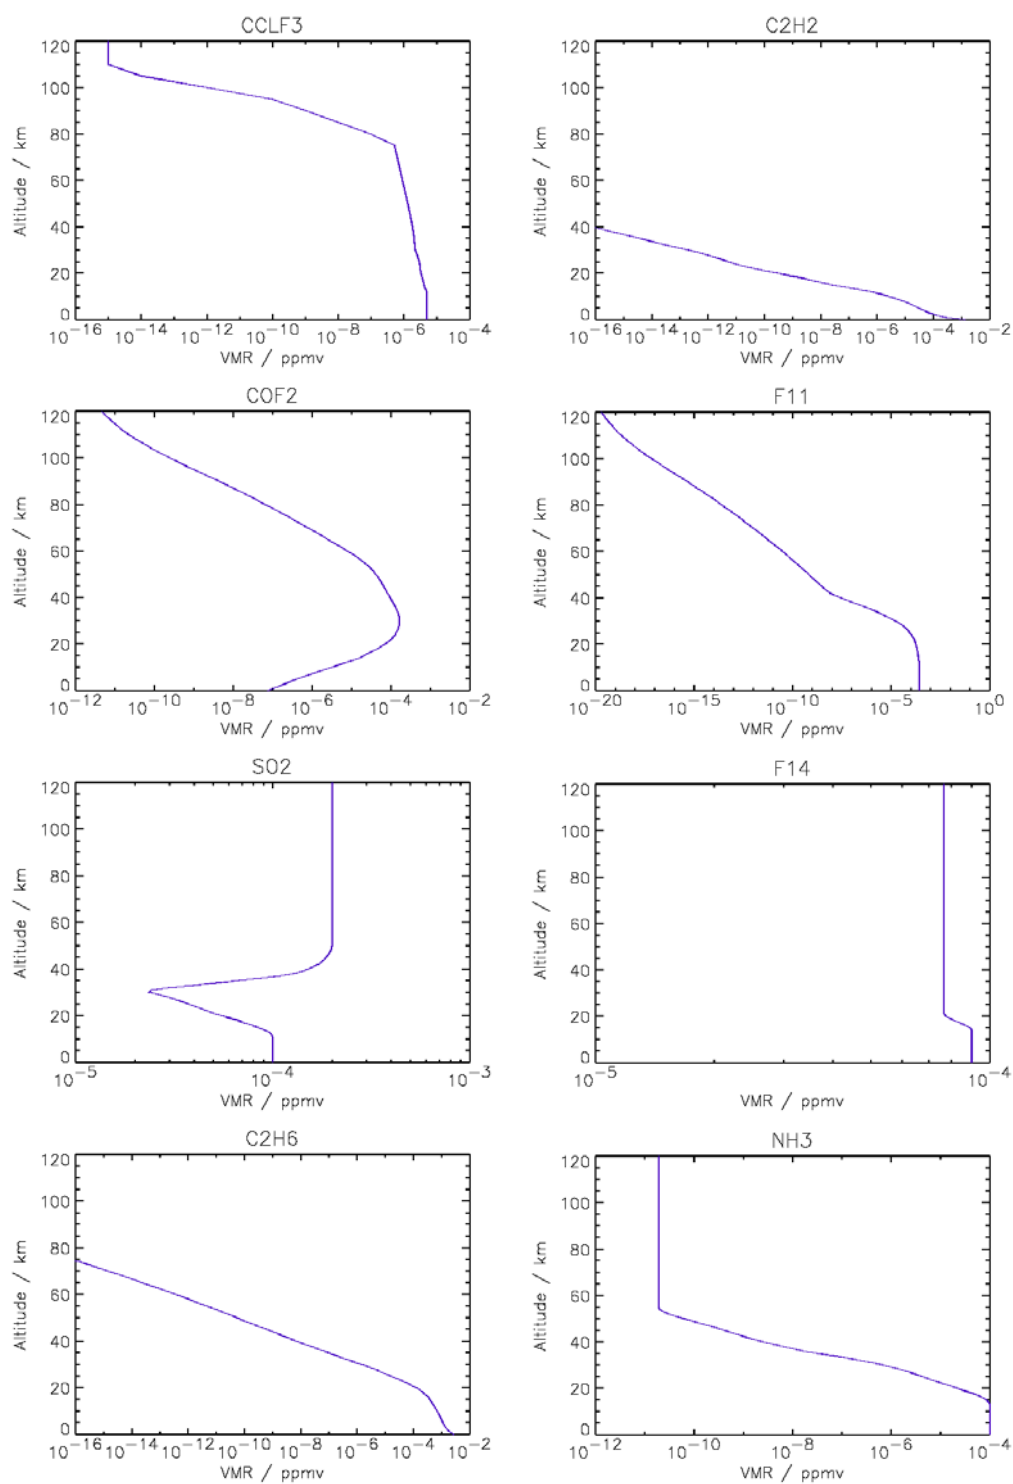 CCLF3 C2H2
120 120
100 100
80 80
60 60
40 40
20 20
0 0
Altitude / km Altitude / km
10⁻¹⁶ 10⁻¹⁴ 10⁻¹² 10⁻¹⁰ 10⁻⁸ 10⁻⁶ 10⁻⁴ 10⁻¹⁶ 10⁻¹⁴ 10⁻¹² 10⁻¹⁰ 10⁻⁸ 10⁻⁶ 10⁻⁴ 10⁻²
VMR / ppmv VMR / ppmv
COF2 F11
120 120
100 100
80 80
60 60
40 40
20 20
0 0
Altitude / km Altitude / km
10⁻¹² 10⁻¹⁰ 10⁻⁸ 10⁻⁶ 10⁻⁴ 10⁻² 10⁻²⁰ 10⁻¹⁵ 10⁻¹⁰ 10⁻⁵ 10⁰
VMR / ppmv VMR / ppmv
SO2 F14
120 120
100 100
80 80
60 60
40 40
20 20
0 0
Altitude / km Altitude / km
10⁻⁵ 10⁻⁴ 10⁻³ 10⁻⁵ 10⁻⁴
VMR / ppmv VMR / ppmv
C2H6 NH3
120 120
100 100
80 80
60 60
40 40
20 20
0 0
Altitude / km Altitude / km
10⁻¹⁶ 10⁻¹⁴ 10⁻¹² 10⁻¹⁰ 10⁻⁸ 10⁻⁶ 10⁻⁴ 10⁻² 10⁻¹² 10⁻¹⁰ 10⁻⁸ 10⁻⁶ 10⁻⁴
VMR / ppmv VMR / ppmv